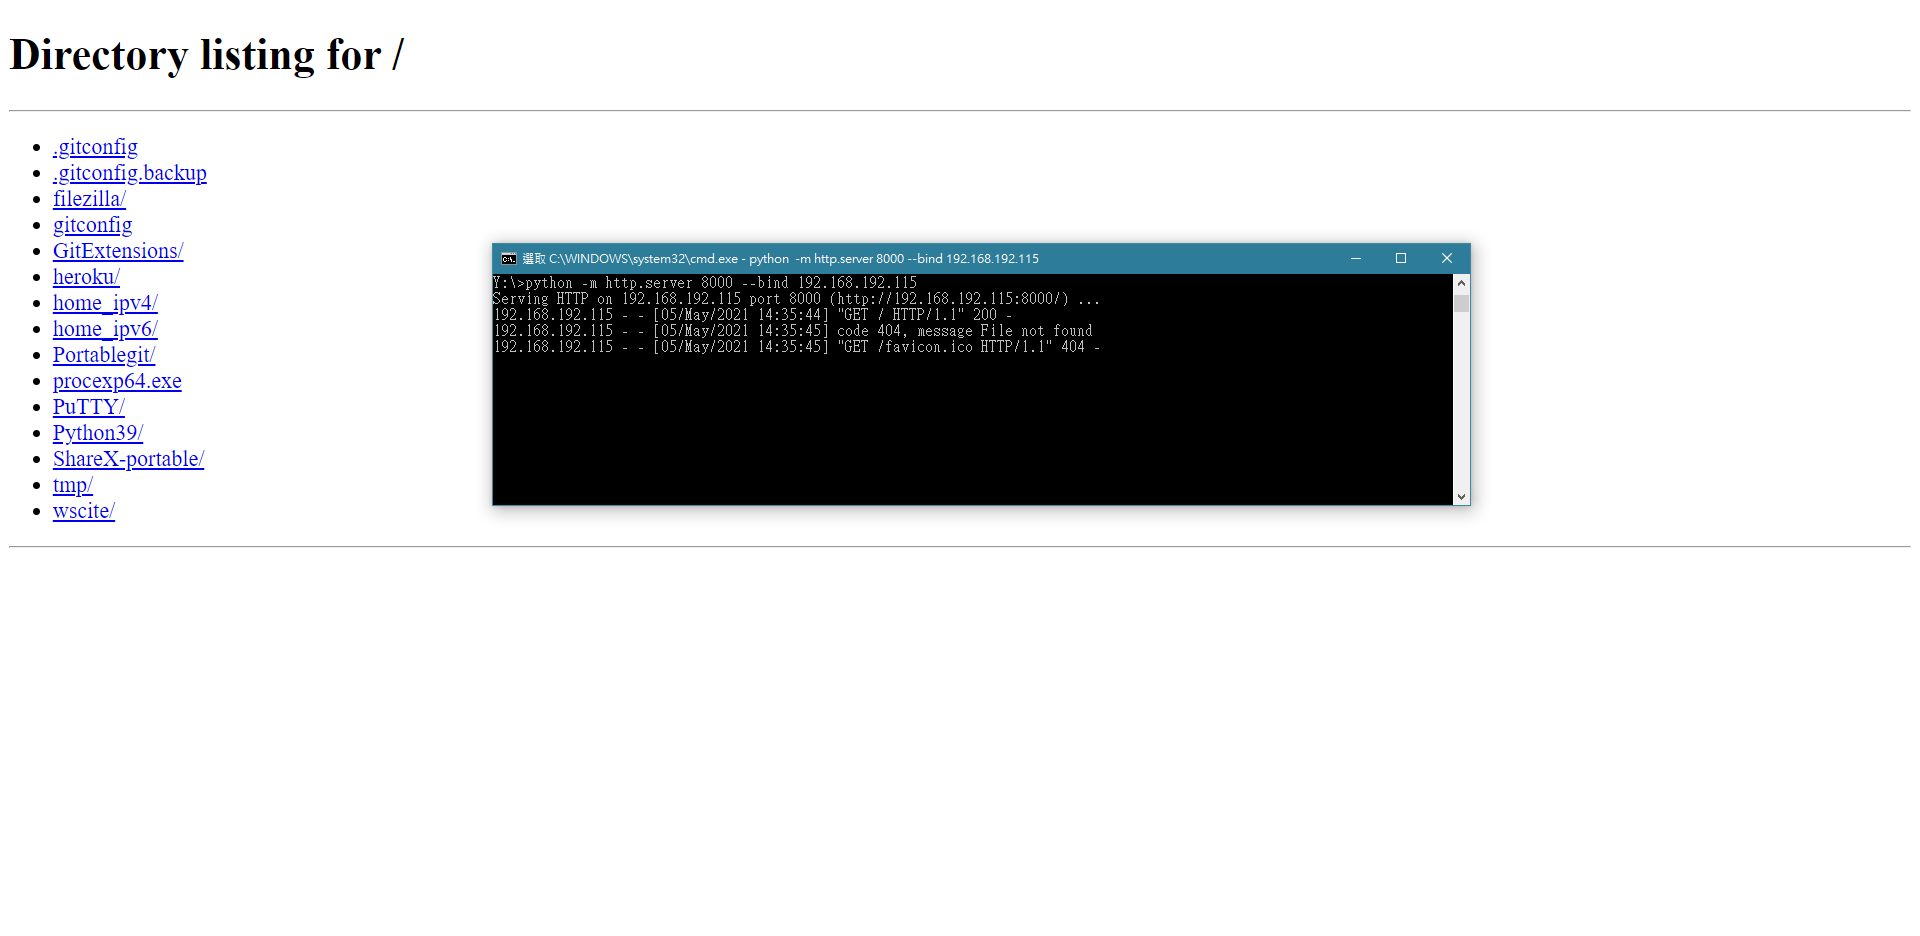 Directory listing for /
.gitconfig
.gitconfig.backup
filezilla/
gitconfig
GitExtensions/
heroku/
home_ipv4/
home_ipv6/
Portablegit/
procexp64.exe
PuTTY/
Python39/
ShareX-portable/
tmp/
wscite/
選取 C:\WINDOWS\system32\cmd.exe - python  -m http.server 8000 --bind 192.168.192.115
Y:\>python -m http.server 8000 --bind 192.168.192.115
Serving HTTP on 192.168.192.115 port 8000 (http://192.168.192.115:8000/) ...
192.168.192.115 - - [05/May/2021 14:35:44] "GET / HTTP/1.1" 200 -
192.168.192.115 - - [05/May/2021 14:35:45] code 404, message File not found
192.168.192.115 - - [05/May/2021 14:35:45] "GET /favicon.ico HTTP/1.1" 404 -